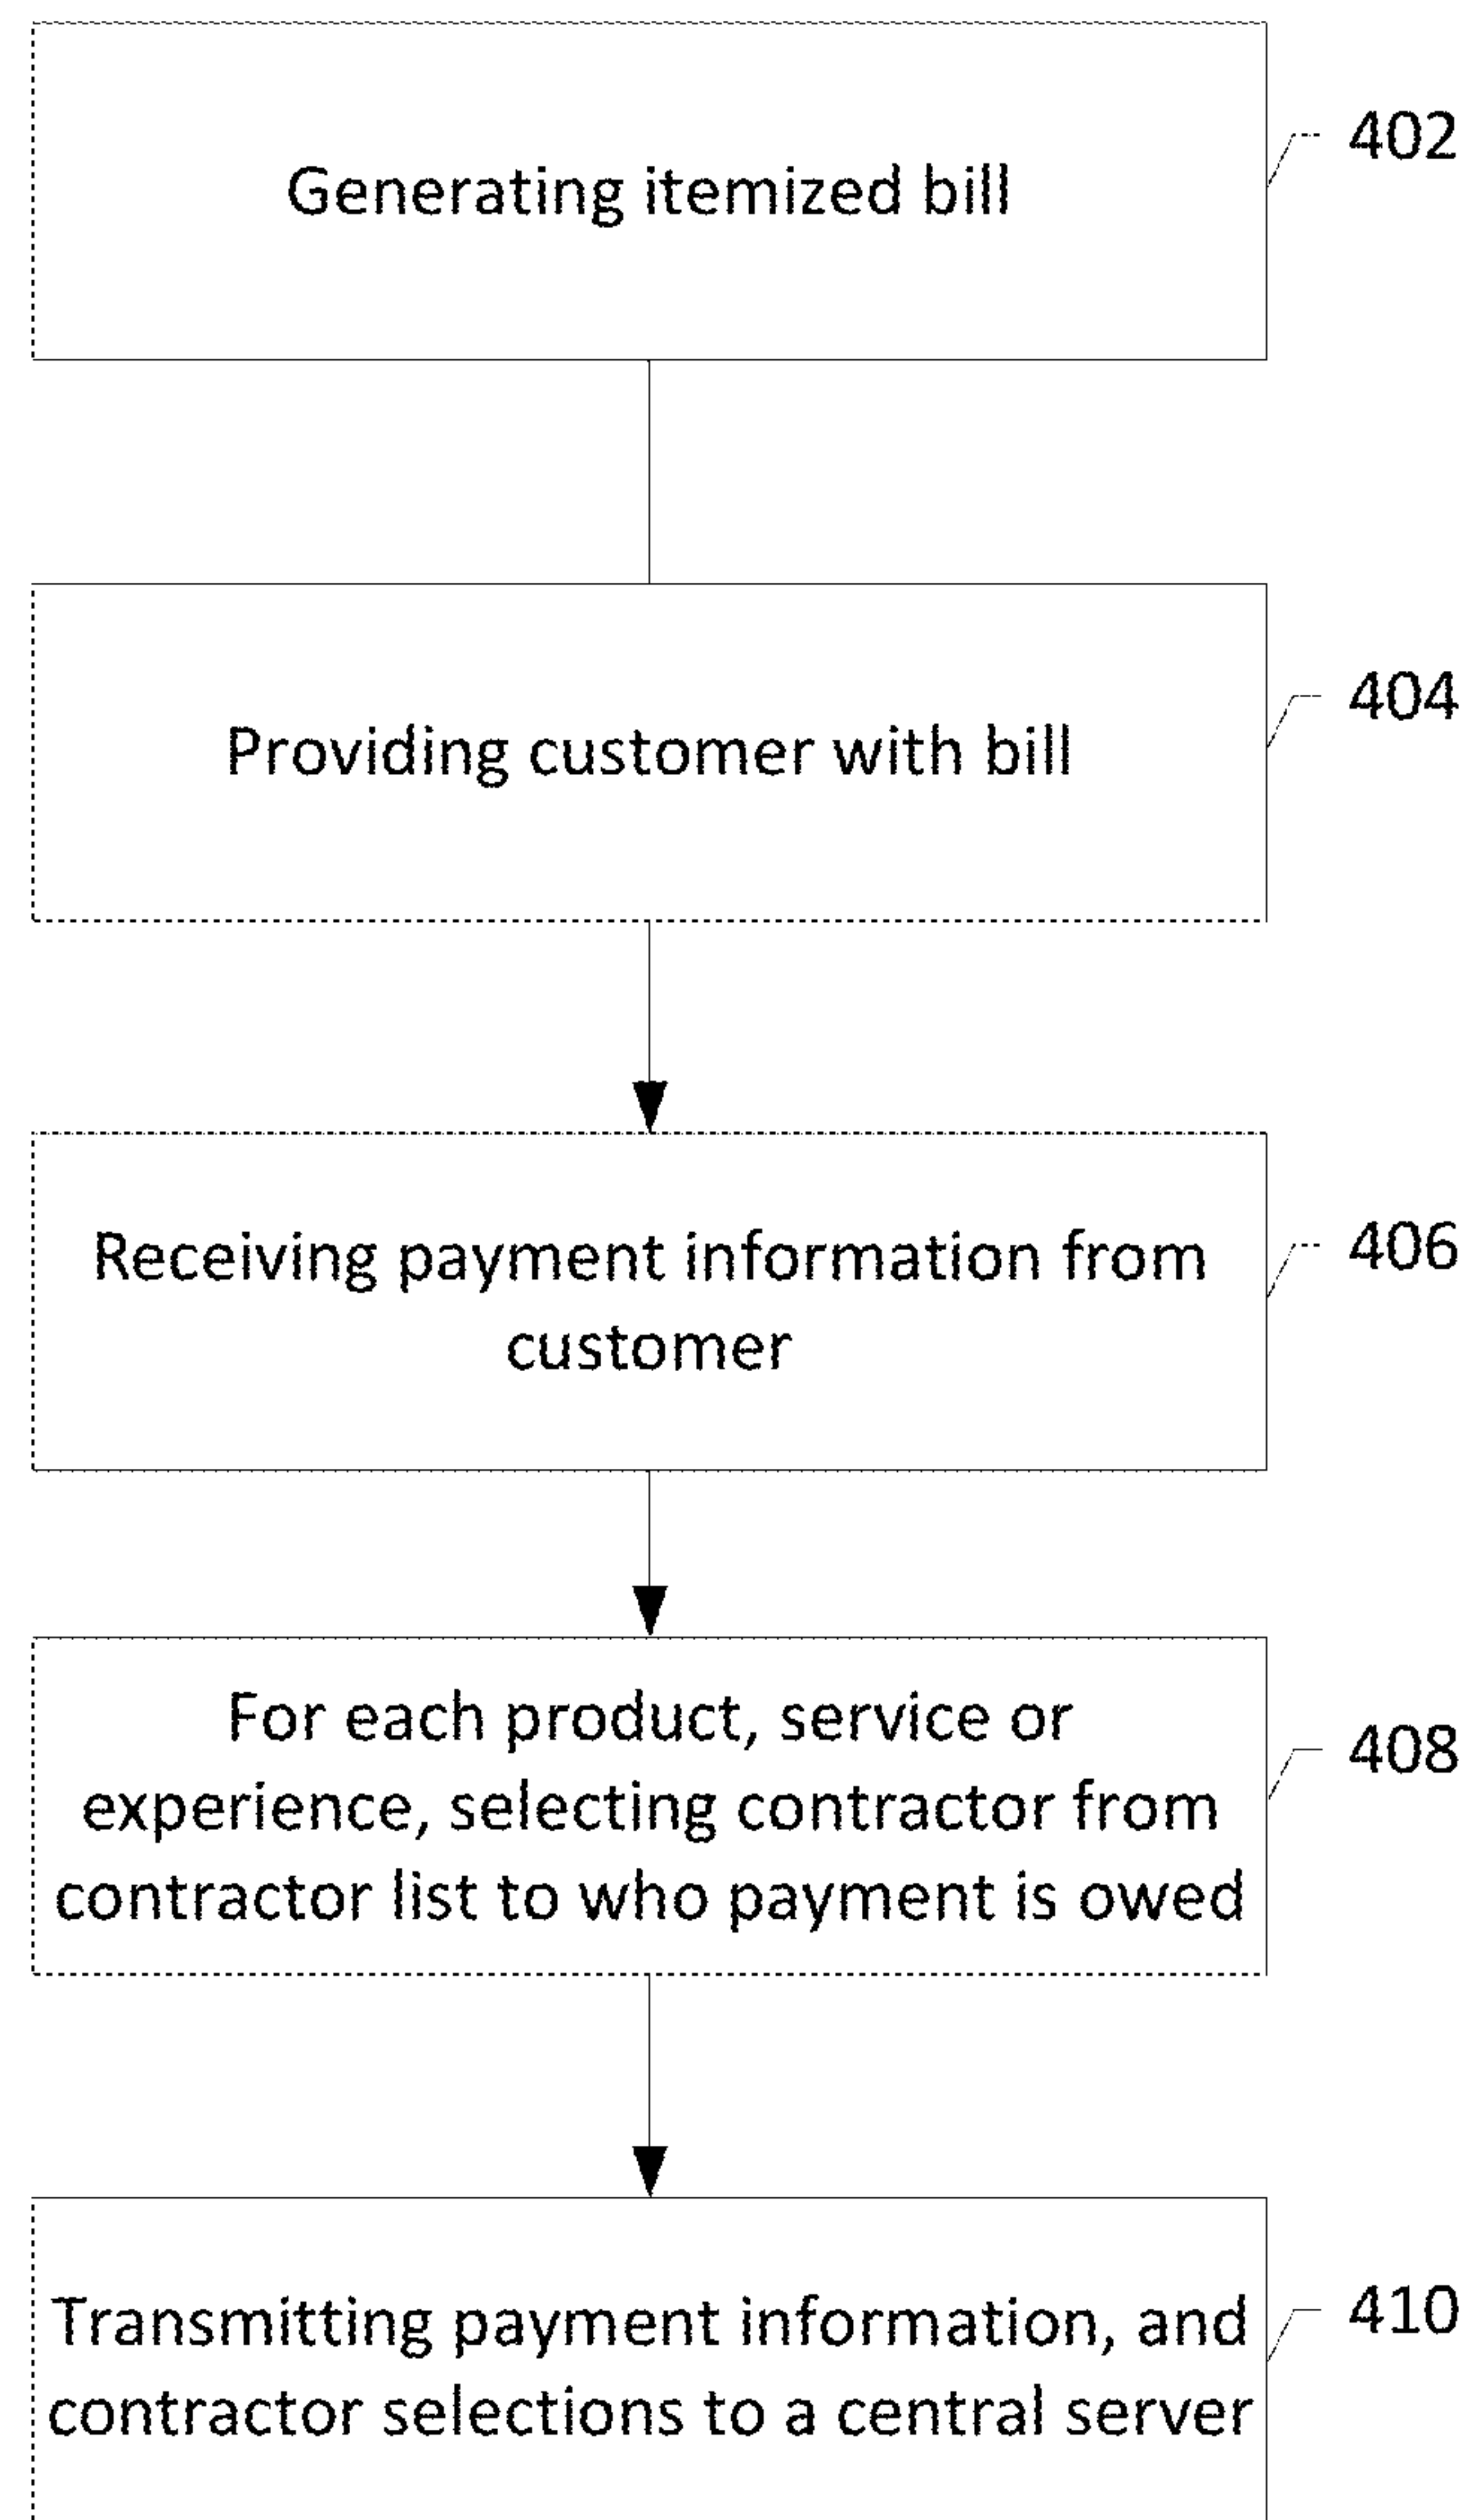 Generating itemized bill
402
Providing customer with bill
404
Receiving payment information from
customer
406
For each product, service or
experience, selecting contractor from
contractor list to who payment is owed
408
Transmitting payment information, and
contractor selections to a central server
410